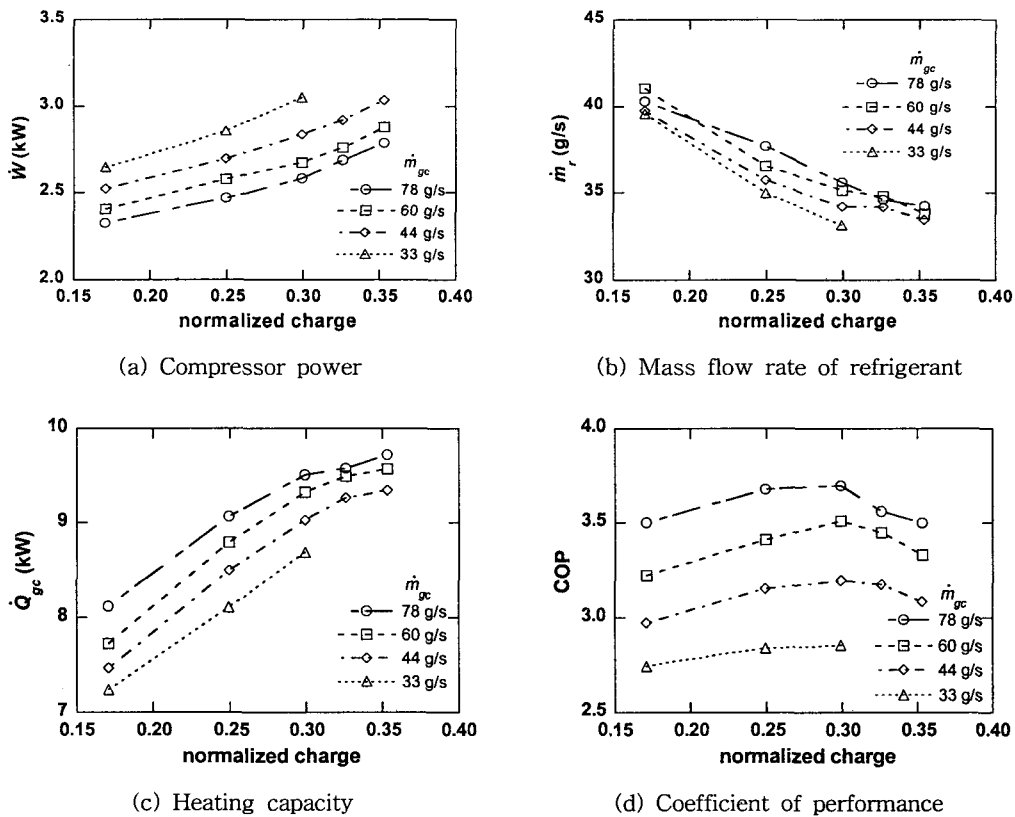 3.5
3.0
2.5
2.0
Ẇ (kW)
ṁgc
78 g/s
60 g/s
44 g/s
33 g/s
0.15 0.20 0.25 0.30 0.35 0.40
normalized charge
(a) Compressor power
45
40
35
30
ṁr (g/s)
ṁgc
78 g/s
60 g/s
44 g/s
33 g/s
0.15 0.20 0.25 0.30 0.35 0.40
normalized charge
(b) Mass flow rate of refrigerant
10
9
8
7
Q̇gc (kW)
ṁgc
78 g/s
60 g/s
44 g/s
33 g/s
0.15 0.20 0.25 0.30 0.35 0.40
normalized charge
(c) Heating capacity
4.0
3.5
3.0
2.5
COP
ṁgc
78 g/s
60 g/s
44 g/s
33 g/s
0.15 0.20 0.25 0.30 0.35 0.40
normalized charge
(d) Coefficient of performance